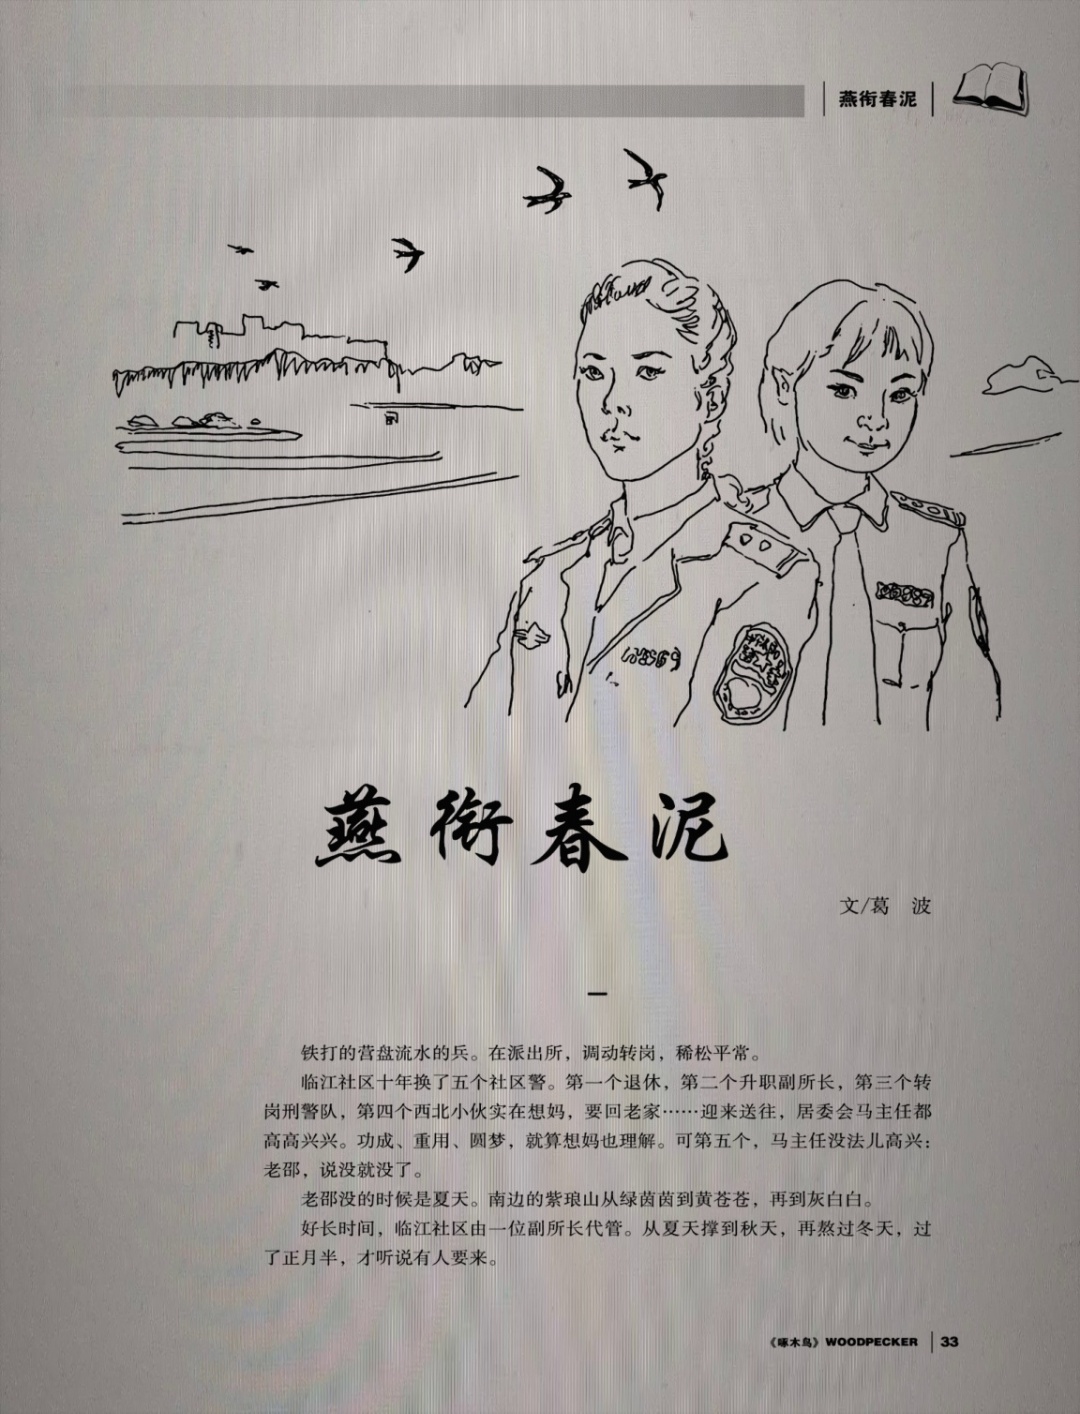 燕衔春泥
燕衔春泥
文/葛 波
一
铁打的营盘流水的兵。在派出所，调动转岗，稀松平常。
临江社区十年换了五个社区警。第一个退休，第二个升职副所长，第三个转
岗刑警队，第四个西北小伙实在想妈，要回老家……迎来送往，居委会马主任都
高高兴兴。功成、重用、圆梦，就算想妈也理解。可第五个，马主任没法儿高兴：
老邵，说没就没了。
老邵没的时候是夏天。南边的紫琅山从绿茵茵到黄苍苍，再到灰白白。
好长时间，临江社区由一位副所长代管。从夏天撑到秋天，再熬过冬天，过
了正月半，才听说有人要来。
《啄木鸟》WOODPECKER 33